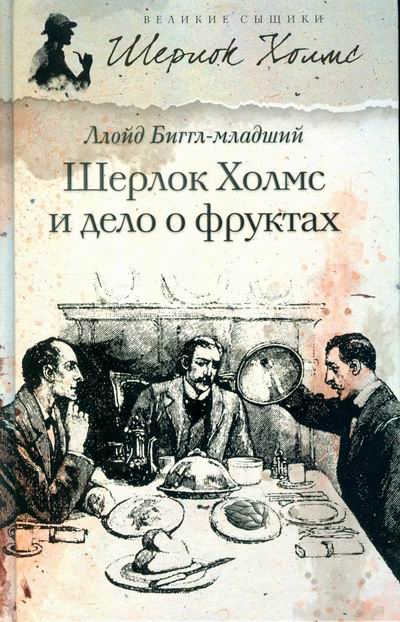 ВЕЛИКИЕ СЫЩИКИ
Шерлок Холмс
Ллойд Биггл-младший
Шерлок Холмс
и дело о фруктах